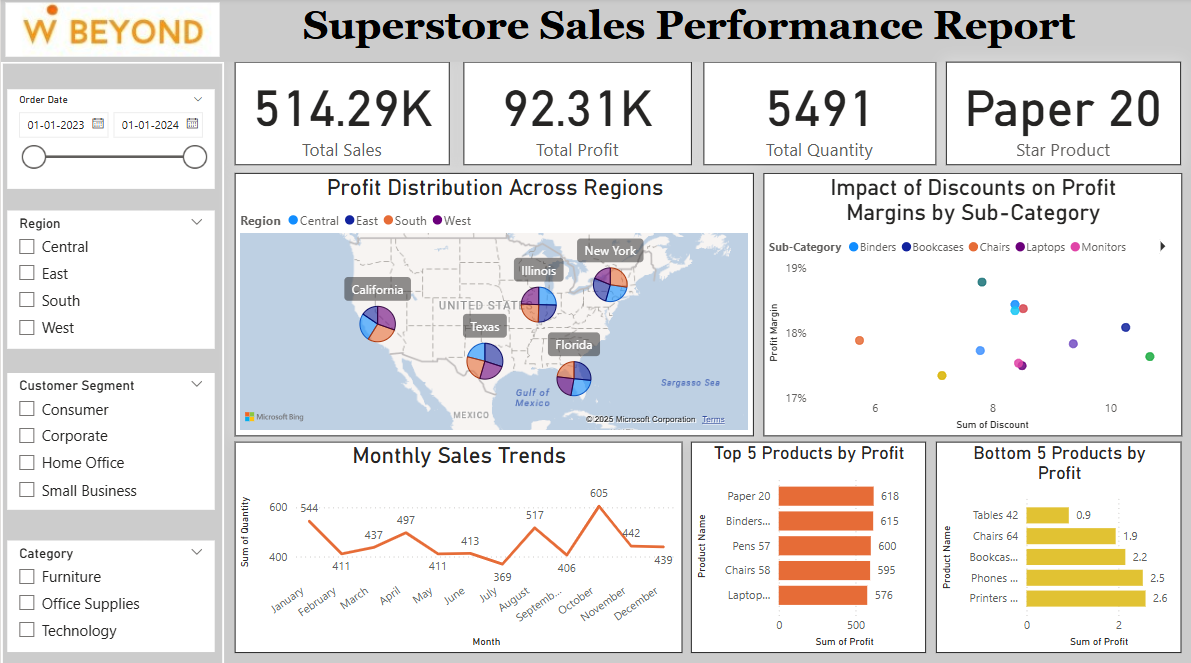 W BEYOND
Superstore Sales Performance Report
Order Date
01-01-2023
01-01-2024
Region
Central
East
South
West
Customer Segment
Consumer
Corporate
Home Office
Small Business
Category
Furniture
Office Supplies
Technology
514.29K
Total Sales
92.31K
Total Profit
5491
Total Quantity
Paper 20
Star Product
Profit Distribution Across Regions
Region Central East South West
New York
Illinois
California
UNITED STATES
Texas
Florida
Sargasso Sea
Gulf of
Mexico
MEXICO
Microsoft Bing
© 2025 Microsoft Corporation Terms
Impact of Discounts on Profit
Margins by Sub-Category
Sub-Category Binders Bookcases Chairs Laptops Monitors
19%
18%
17%
Profit Margin
6 8 10
Sum of Discount
Monthly Sales Trends
Sum of Quantity
600
400
544
411
437
497
411
413
369
517
406
605
442
439
January
February
March
April
May
June
July
August
Septemb...
October
November
December
Month
Top 5 Products by Profit
Product Name
Paper 20 618
Binders... 615
Pens 57 600
Chairs 58 595
Laptop... 576
0 500
Sum of Profit
Bottom 5 Products by
Profit
Product Name
Tables 42 0.9
Chairs 64 1.9
Bookcas... 2.2
Phones ... 2.5
Printers ... 2.6
0 2
Sum of Profit